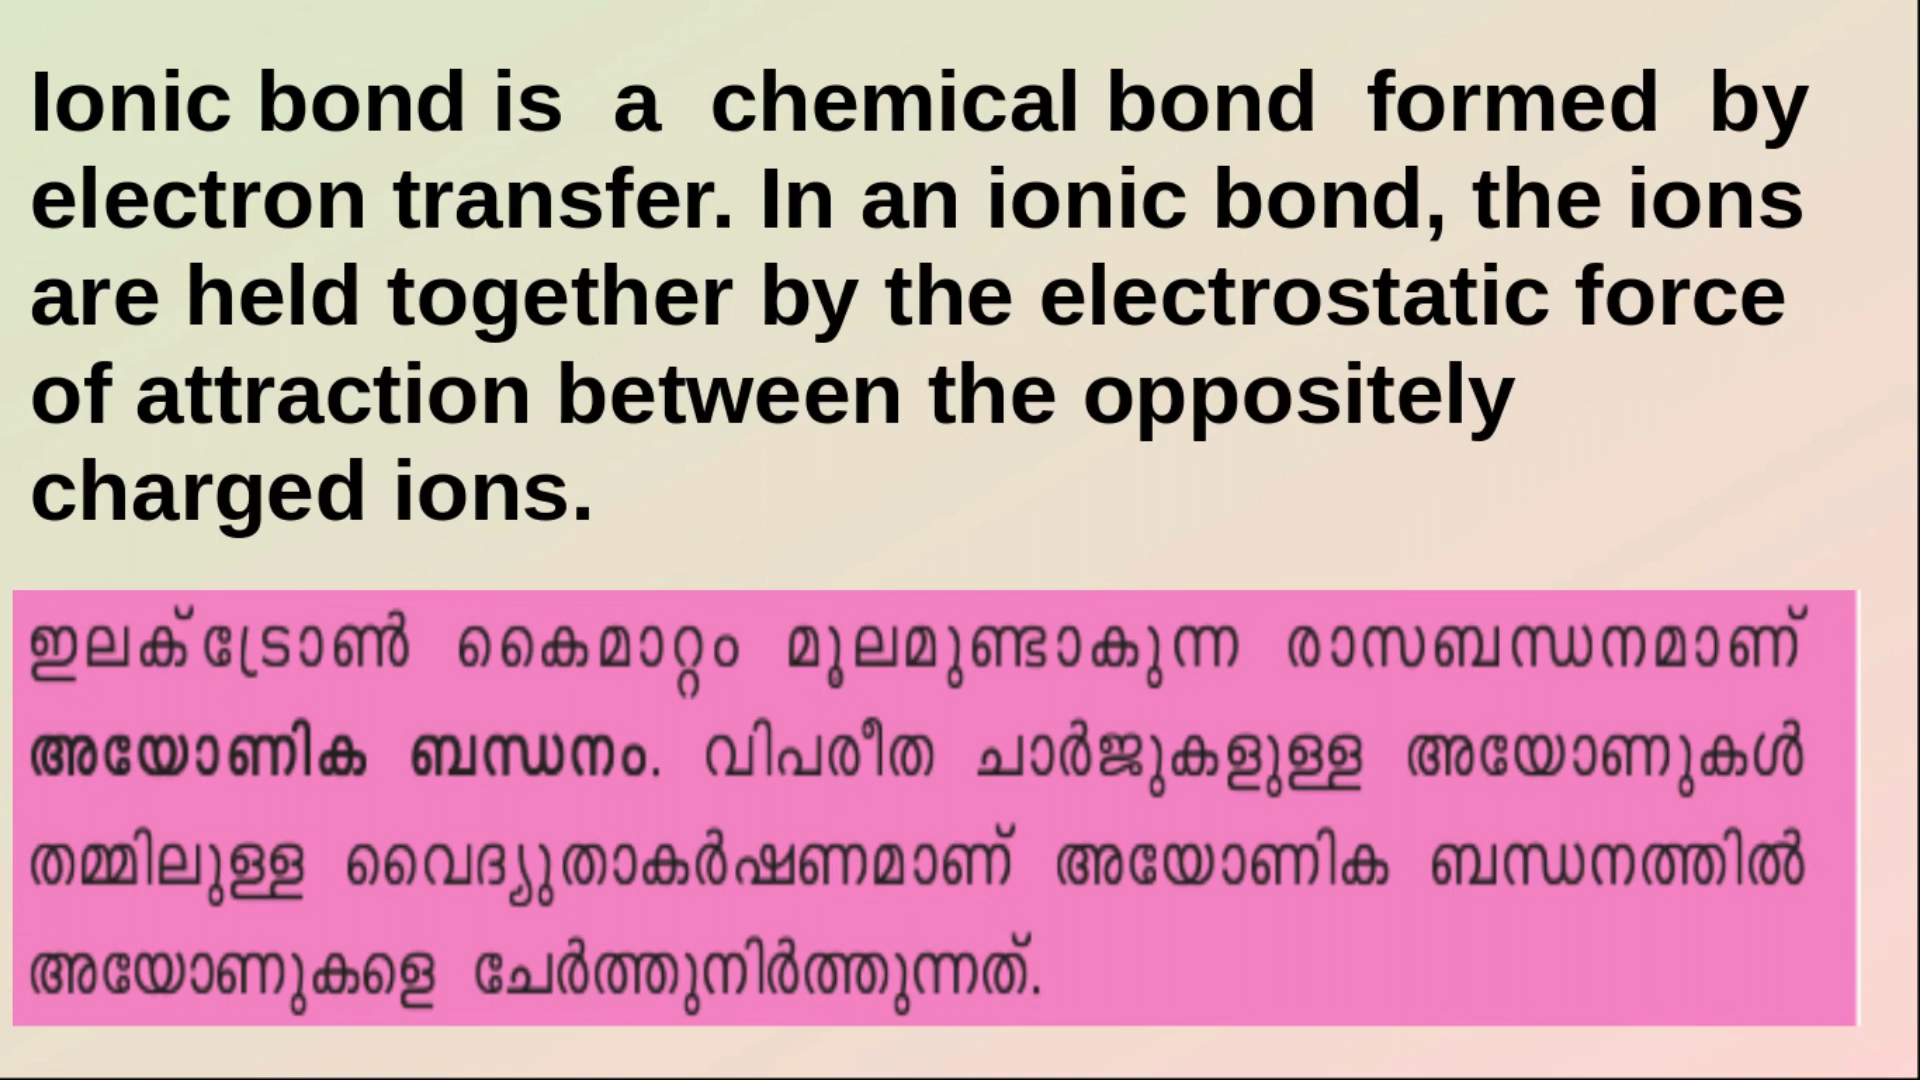 Ionic bond is a chemical bond formed by
electron transfer. In an ionic bond, the ions
are held together by the electrostatic force
of attraction between the oppositely
charged ions.
ഇലക്ട്രോൺ കൈമാറ്റം മൂലമുണ്ടാകുന്ന രാസബന്ധനമാണ്
അയോണിക ബന്ധനം. വിപരീത ചാർജുകളുള്ള അയോണുകൾ
തമ്മിലുള്ള വൈദ്യുതാകർഷണമാണ് അയോണിക ബന്ധനത്തിൽ
അയോണുകളെ ചേർത്തുനിർത്തുന്നത്.